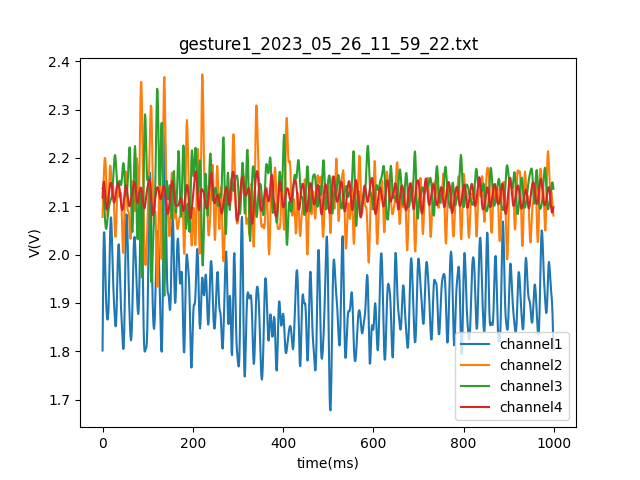 gesture1_2023_05_26_11_59_22.txt
2.4
2.3
2.2
2.1
2.0
1.9
1.8
1.7
V(V)
0
200
400
600
800
1000
time(ms)
channel1
channel2
channel3
channel4